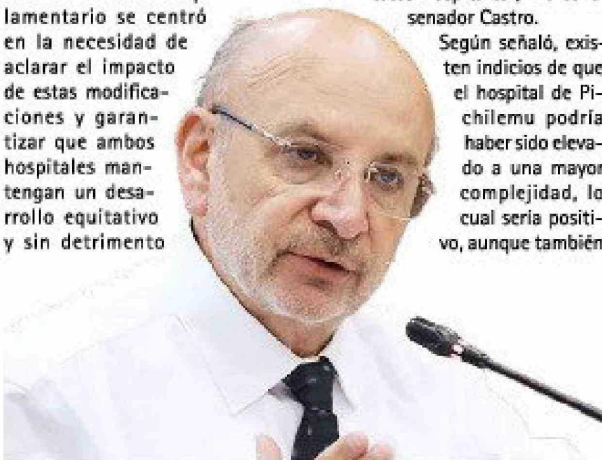 lamentario se centró
en la necesidad de
aclarar el impacto
de estas modifica-
ciones y garan-
tizar que ambos
hospitales man-
tengan un desa-
rrollo equitativo
y sin detrimento
senador Castro.
Según señaló, exis-
ten indicios de que
el hospital de Pi-
chilemu podría
haber sido eleva-
do a una mayor
complejidad, lo
cual sería positi-
vo, aunque también